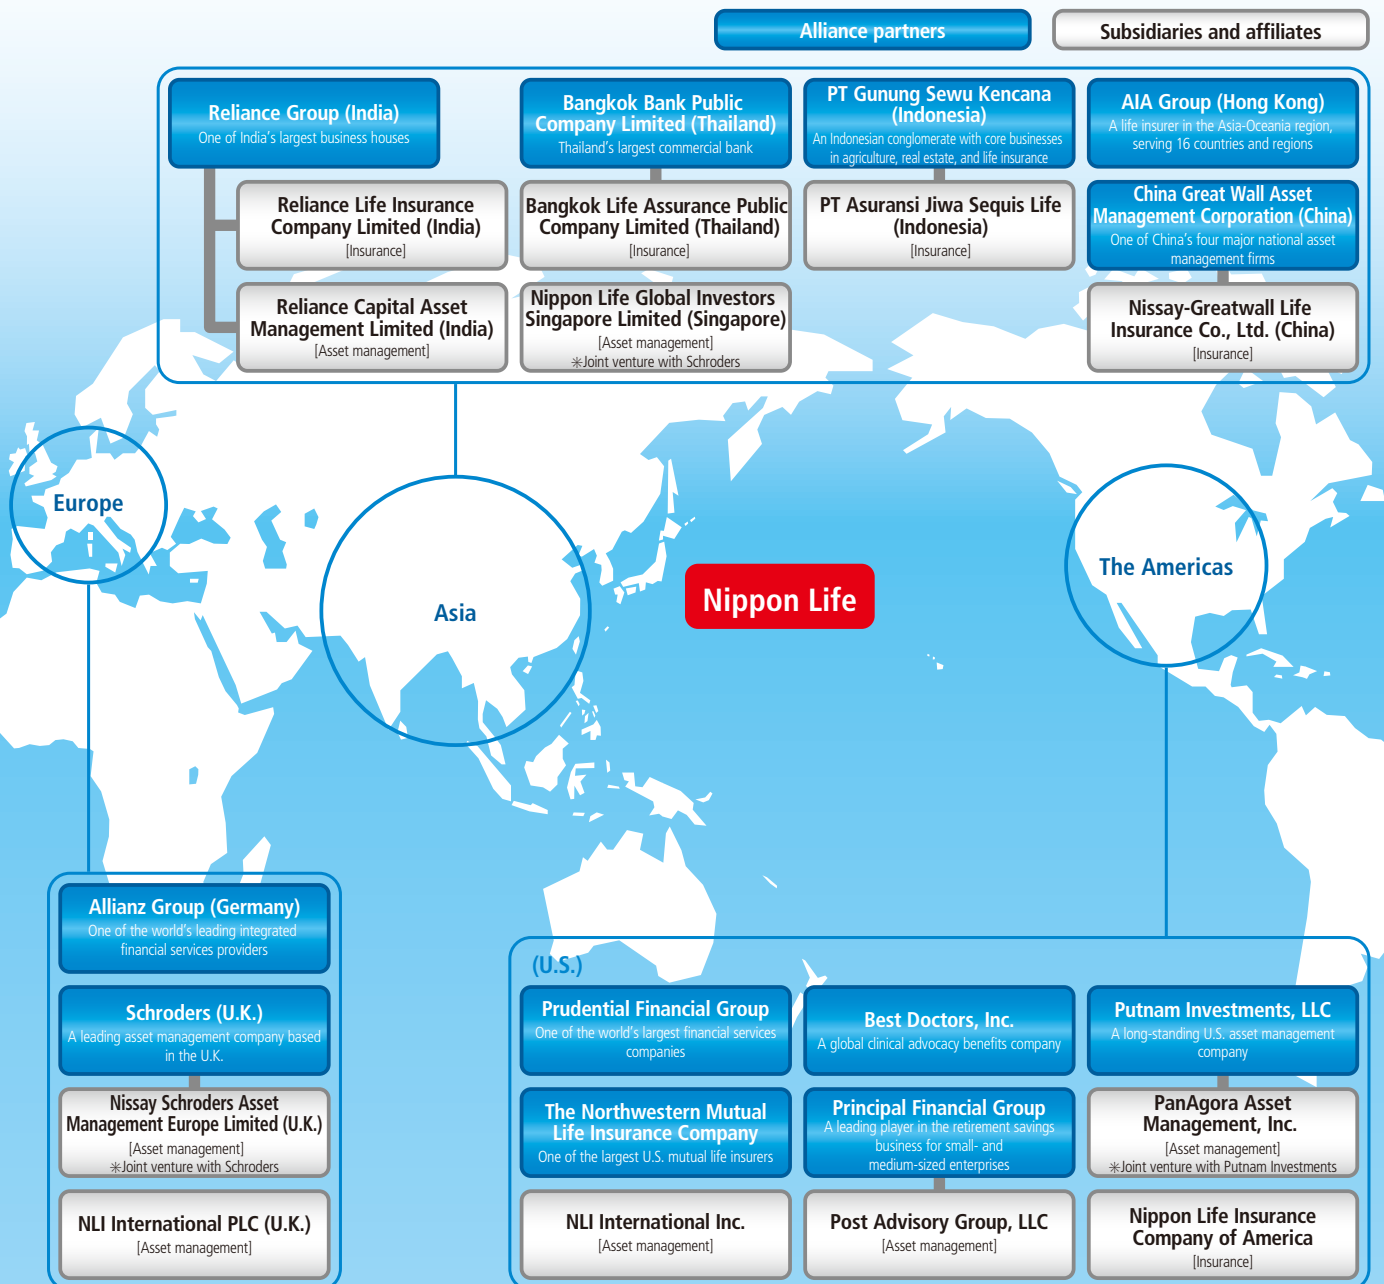 Alliance partners
Subsidiaries and affiliates
Reliance Group (India)
One of India's largest business houses
Reliance Life Insurance
Company Limited (India)
[Insurance]
Reliance Capital Asset
Management Limited (India)
[Asset management]
Bangkok Bank Public
Company Limited (Thailand)
Thailand's largest commercial bank
Bangkok Life Assurance Public
Company Limited (Thailand)
[Insurance]
Nippon Life Global Investors
Singapore Limited (Singapore)
[Asset management]
✳Joint venture with Schroders
PT Gunung Sewu Kencana
(Indonesia)
An Indonesian conglomerate with core businesses
in agriculture, real estate, and life insurance
PT Asuransi Jiwa Sequis Life
(Indonesia)
[Insurance]
AIA Group (Hong Kong)
A life insurer in the Asia-Oceania region,
serving 16 countries and regions
China Great Wall Asset
Management Corporation (China)
One of China's four major national asset
management firms
Nissay-Greatwall Life
Insurance Co., Ltd. (China)
[Insurance]
Europe
Asia
Nippon Life
The Americas
Allianz Group (Germany)
One of the world's leading integrated
financial services providers
Schroders (U.K.)
A leading asset management company based
in the U.K.
Nissay Schroders Asset
Management Europe Limited (U.K.)
[Asset management]
✳Joint venture with Schroders
NLI International PLC (U.K.)
[Asset management]
(U.S.)
Prudential Financial Group
One of the world's largest financial services
companies
The Northwestern Mutual
Life Insurance Company
One of the largest U.S. mutual life insurers
NLI International Inc.
[Asset management]
Best Doctors, Inc.
A global clinical advocacy benefits company
Principal Financial Group
A leading player in the retirement savings
business for small- and
medium-sized enterprises
Post Advisory Group, LLC
[Asset management]
Putnam Investments, LLC
A long-standing U.S. asset management
company
PanAgora Asset
Management, Inc.
[Asset management]
✳Joint venture with Putnam Investments
Nippon Life Insurance
Company of America
[Insurance]